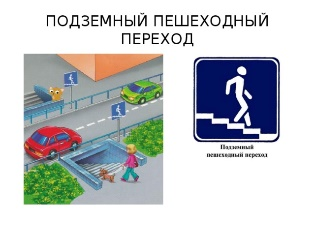 ПОДЗЕМНЫЙ ПЕШЕХОДНЫЙ
ПЕРЕХОД
Подземный
пешеходный переход